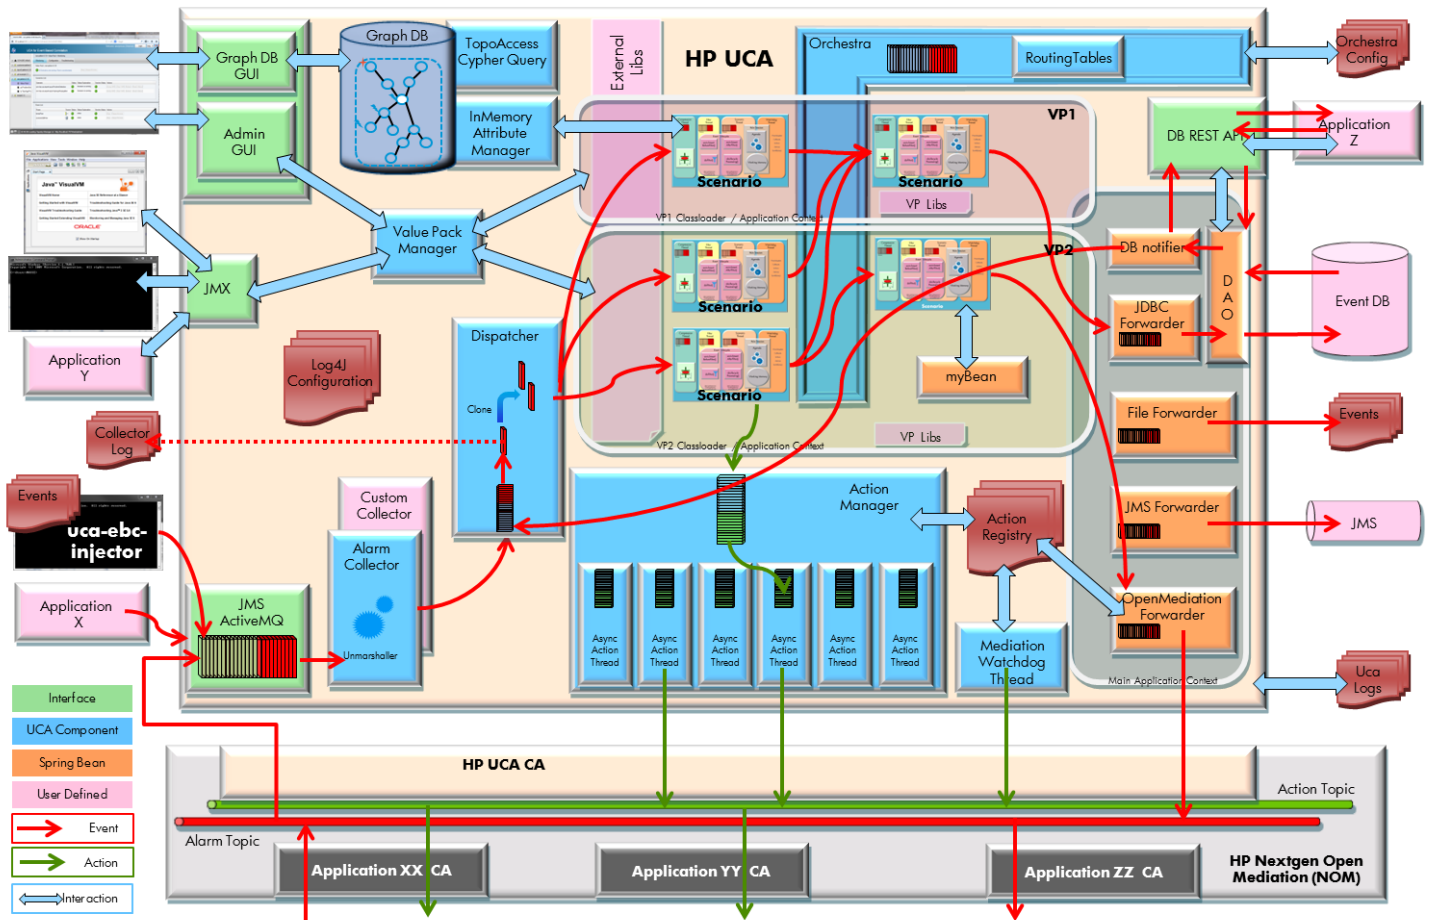 Graph DB
GUI
Admin
GUI
Graph DB
TopoAccess
Cypher Query
InMemory
Attribute
Manager
External
Libs
HP UCA
Orchestra
RoutingTables
Orchestra
Config
VP1
DB REST API
Application
Z
Scenario
Scenario
VP Libs
VP1 Classloader / Application Context
Java™ VisualVM
ORACLE
Value Pack
Manager
VP2
DB notifier
D
A
O
JMX
Scenario
Scenario
Event DB
JDBC
Forwarder
Application
Y
Log4J
Configuration
Dispatcher
Clone
Scenario
myBean
File Forwarder
Events
VP Libs
VP2 Classloader / Application Context
Collector
Log
Events
uca-ebc-
injector
Custom
Collector
Action
Manager
Action
Registry
JMS Forwarder
JMS
Alarm
Collector
Unmarshaller
Application
X
JMS
ActiveMQ
Async
Action
Thread
Async
Action
Thread
Async
Action
Thread
Async
Action
Thread
Async
Action
Thread
Async
Action
Thread
Mediation
Watchdog
Thread
OpenMediation
Forwarder
Main Application Context
Uca
Logs
Interface
UCA Component
Spring Bean
User Defined
Event
Action
Interaction
HP UCA CA
Action Topic
Alarm Topic
Application XX CA
Application YY CA
Application ZZ CA
HP Nextgen Open
Mediation (NOM)